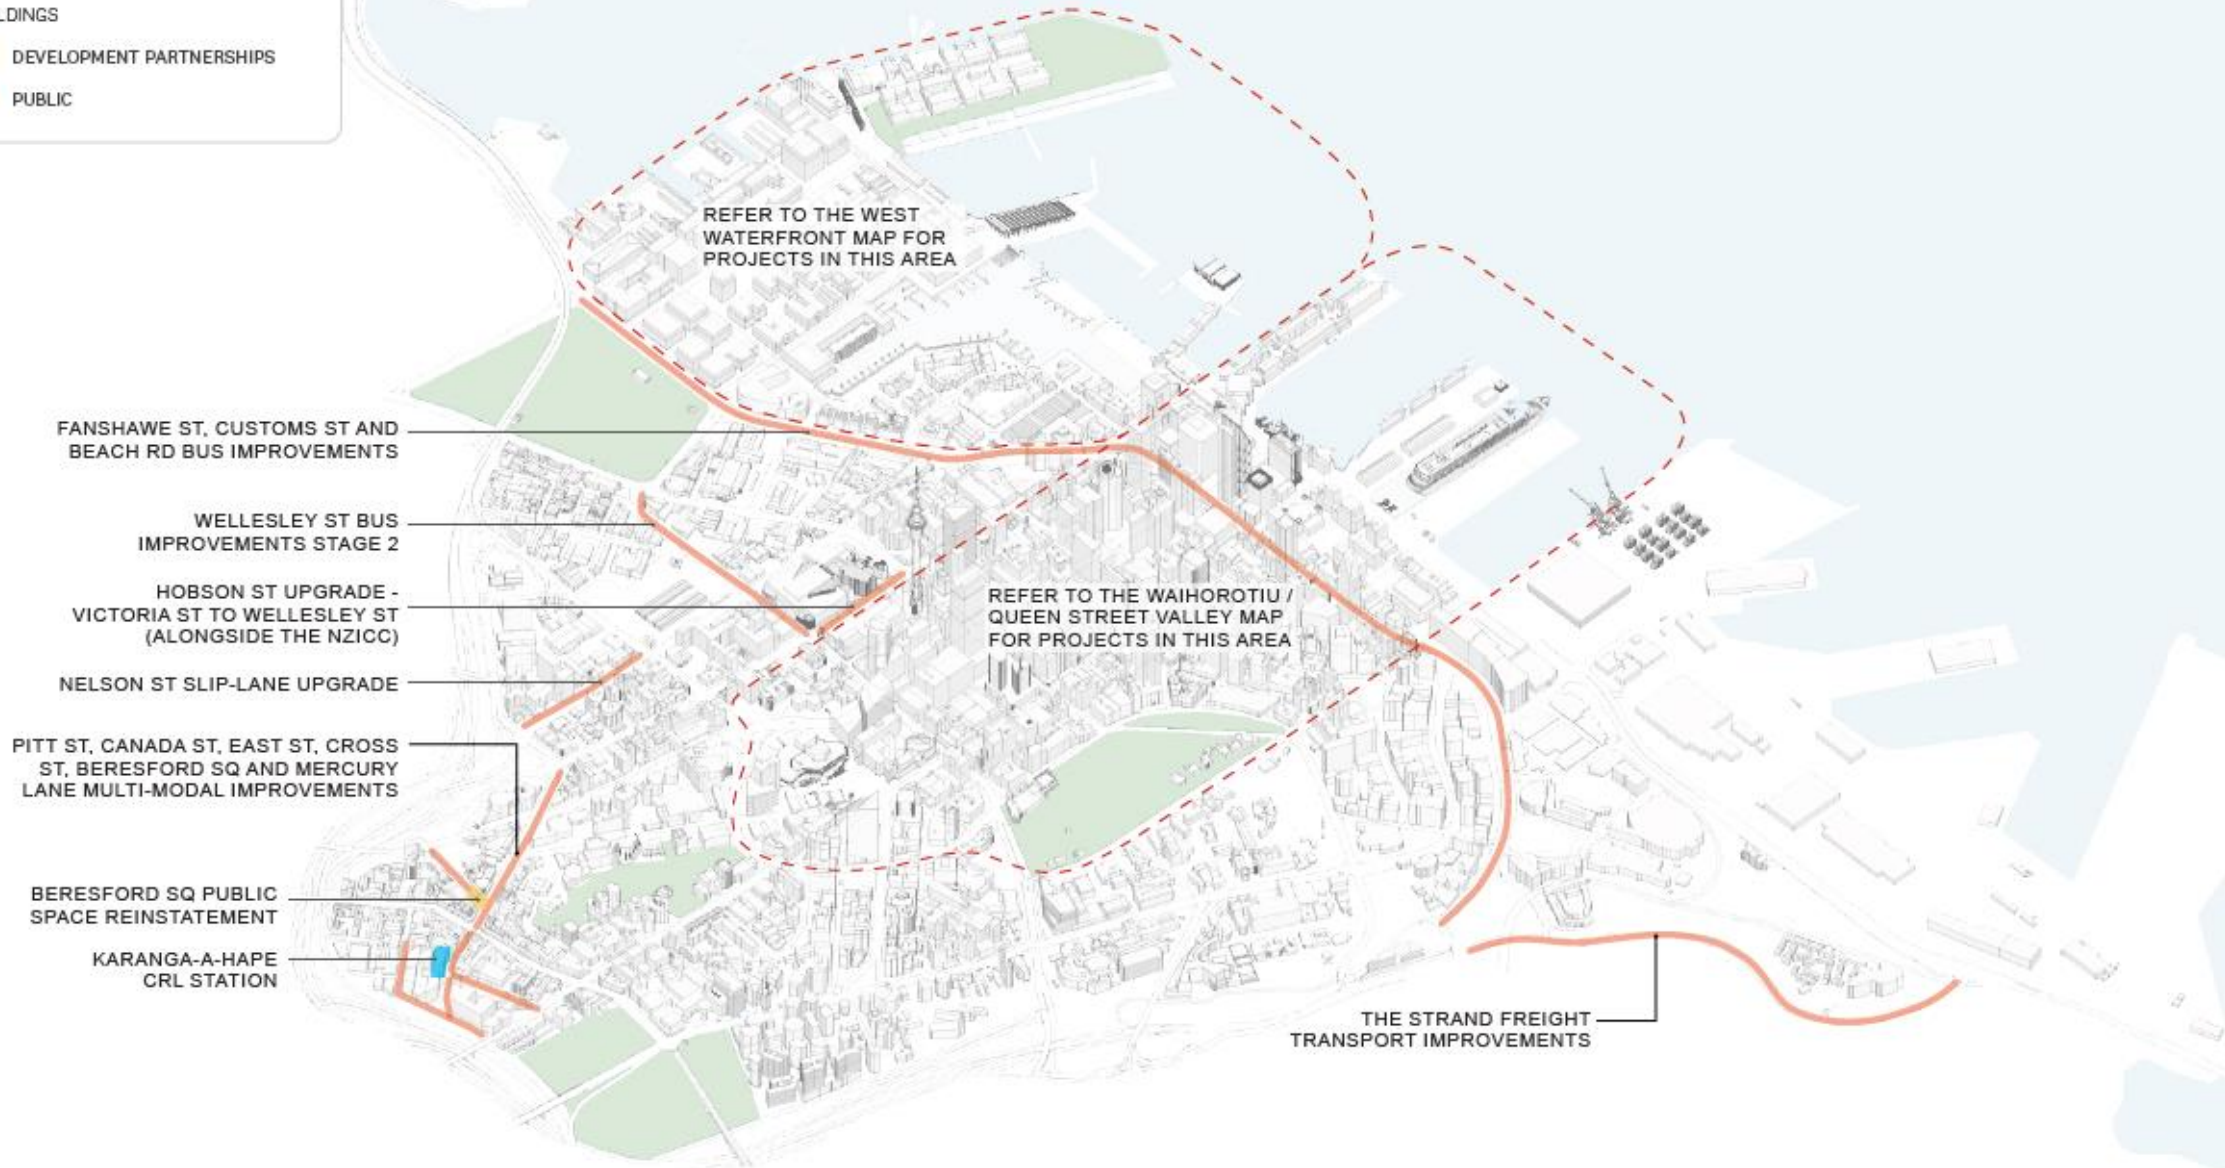 DEVELOPMENT PARTNERSHIPS
PUBLIC
REFER TO THE WEST
WATERFRONT MAP FOR
PROJECTS IN THIS AREA
FANSHAWE ST, CUSTOMS ST AND
BEACH RD BUS IMPROVEMENTS
WELLESLEY ST BUS
IMPROVEMENTS STAGE 2
HOBSON ST UPGRADE -
VICTORIA ST TO WELLESLEY ST
(ALONGSIDE THE NZICC)
REFER TO THE WAIHOROTIU /
QUEEN STREET VALLEY MAP
FOR PROJECTS IN THIS AREA
NELSON ST SLIP-LANE UPGRADE
PITT ST, CANADA ST, EAST ST, CROSS
ST, BERESFORD SQ AND MERCURY
LANE MULTI-MODAL IMPROVEMENTS
BERESFORD SQ PUBLIC
SPACE REINSTATEMENT
KARANGA-A-HAPE
CRL STATION
THE STRAND FREIGHT
TRANSPORT IMPROVEMENTS